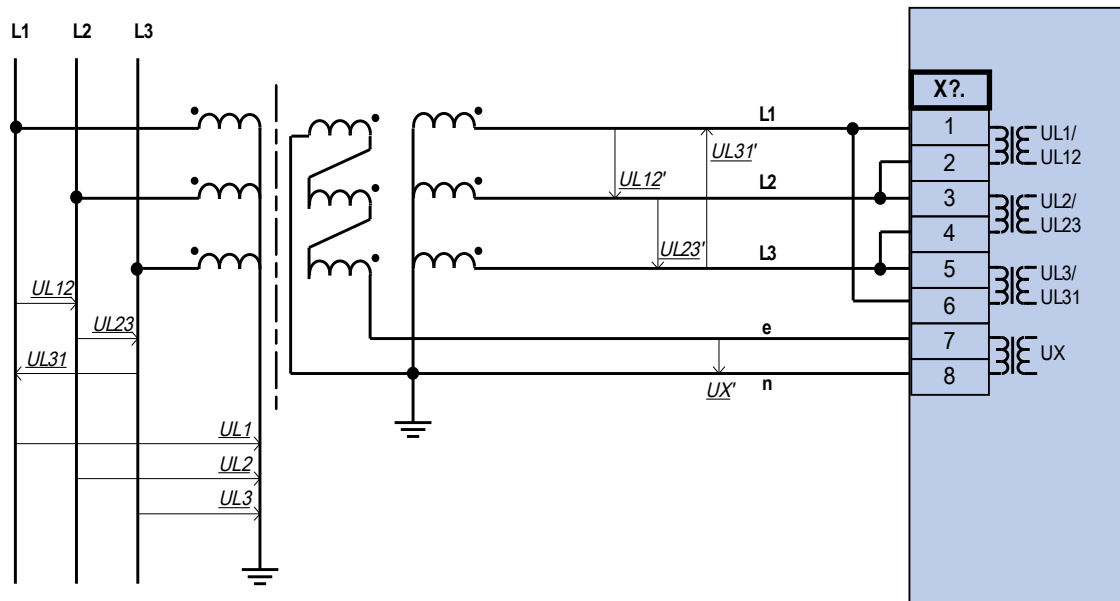 L1 L2 L3
X?.
L1
1
UL1/
UL12
UL31'
2
UL12'
L2
3
UL2/
UL23
4
UL23'
L3
5
UL3/
UL31
6
UL12
UL23
e
7
UX
UL31
n
8
UX'
UL1
UL2
UL3